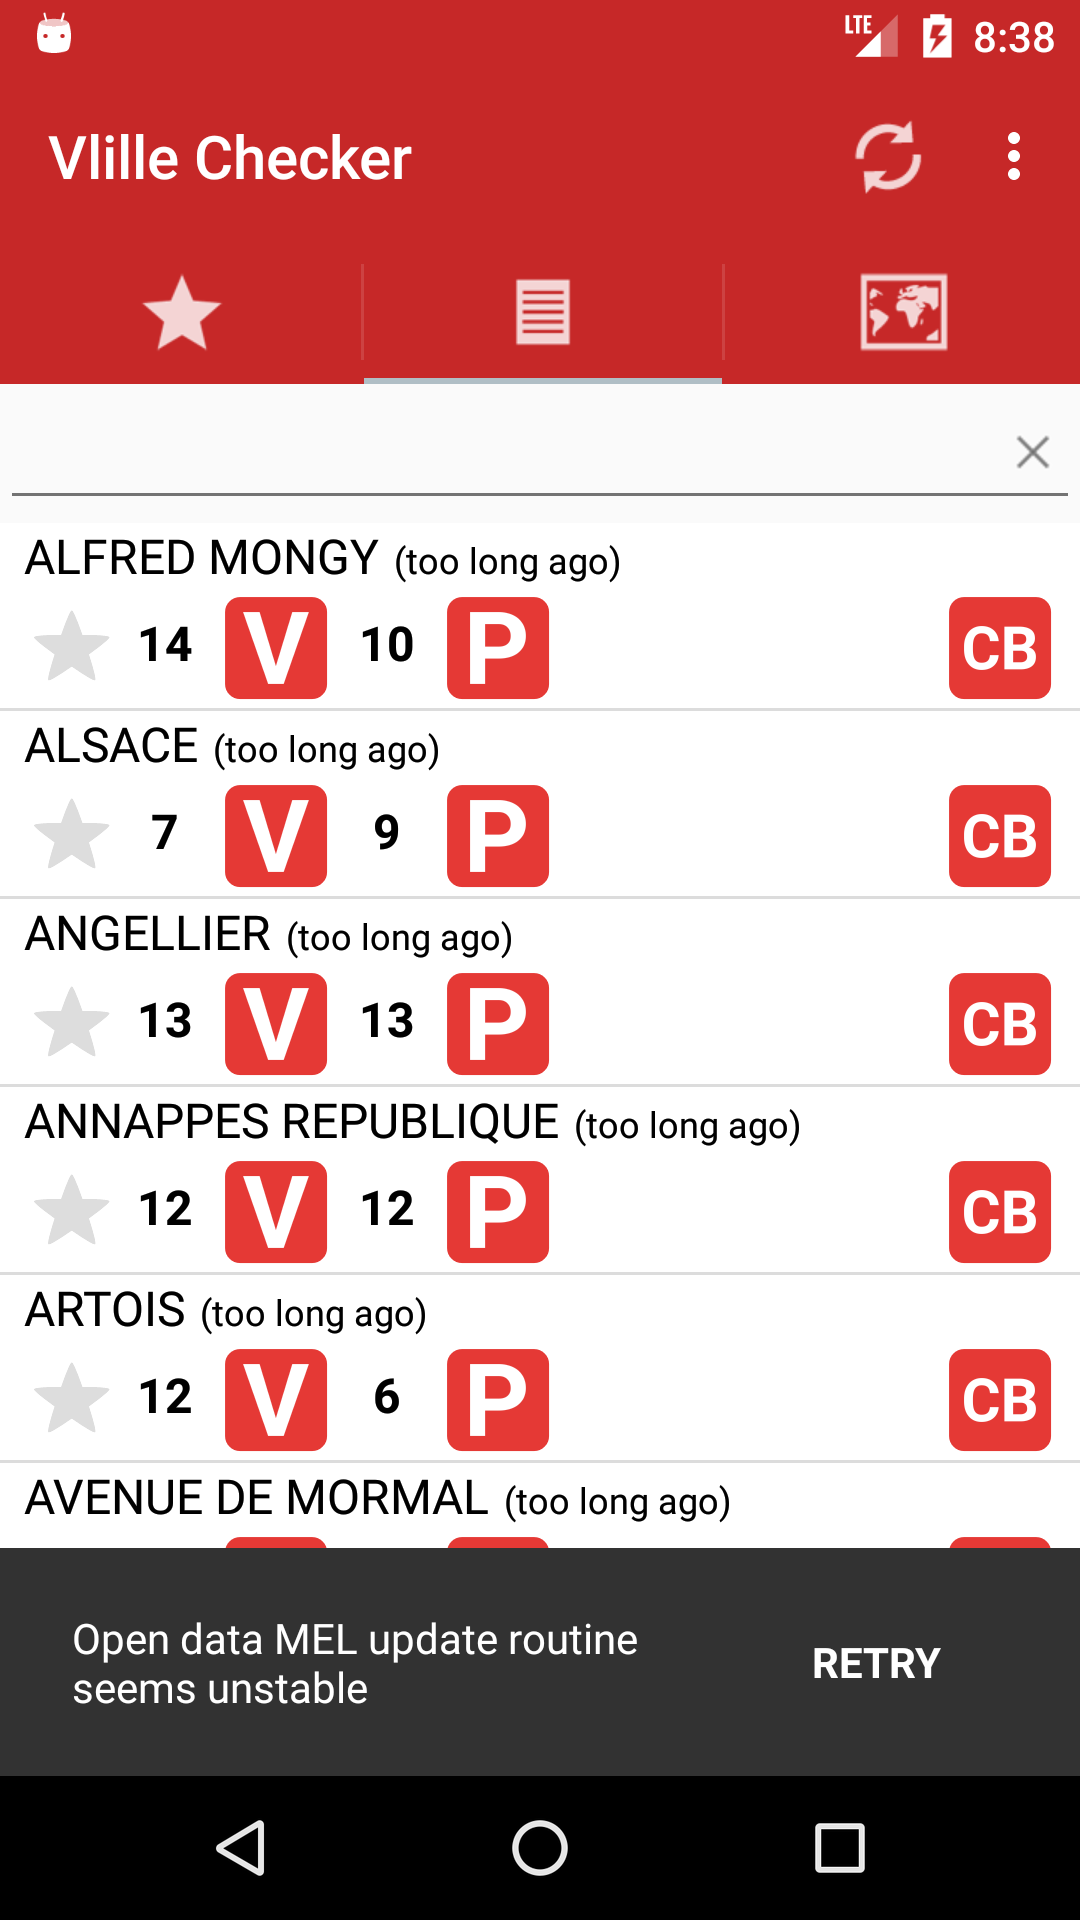 LTE 8:38
Vlille Checker
ALFRED MONGY (too long ago)
14 V 10 P CB
ALSACE (too long ago)
7 V 9 P CB
ANGELLIER (too long ago)
13 V 13 P CB
ANNAPPES REPUBLIQUE (too long ago)
12 V 12 P CB
ARTOIS (too long ago)
12 V 6 P CB
AVENUE DE MORMAL (too long ago)
Open data MEL update routine
seems unstable
RETRY